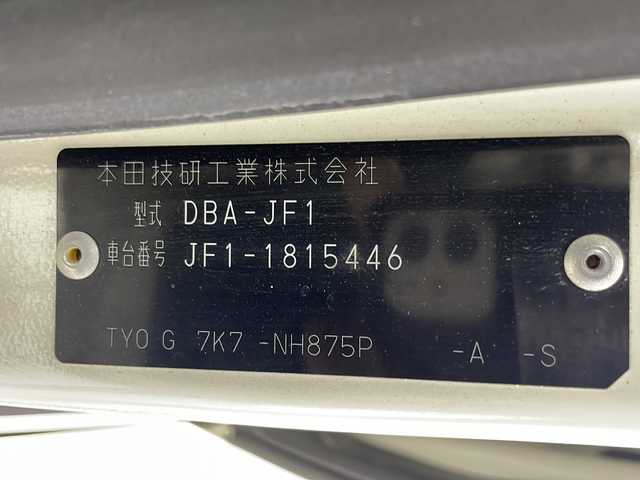 本田技研工業株式会社
型式 DBA-JF1
車台番号 JF1-1815446
TYO G 7K7 -NH875P -A -S